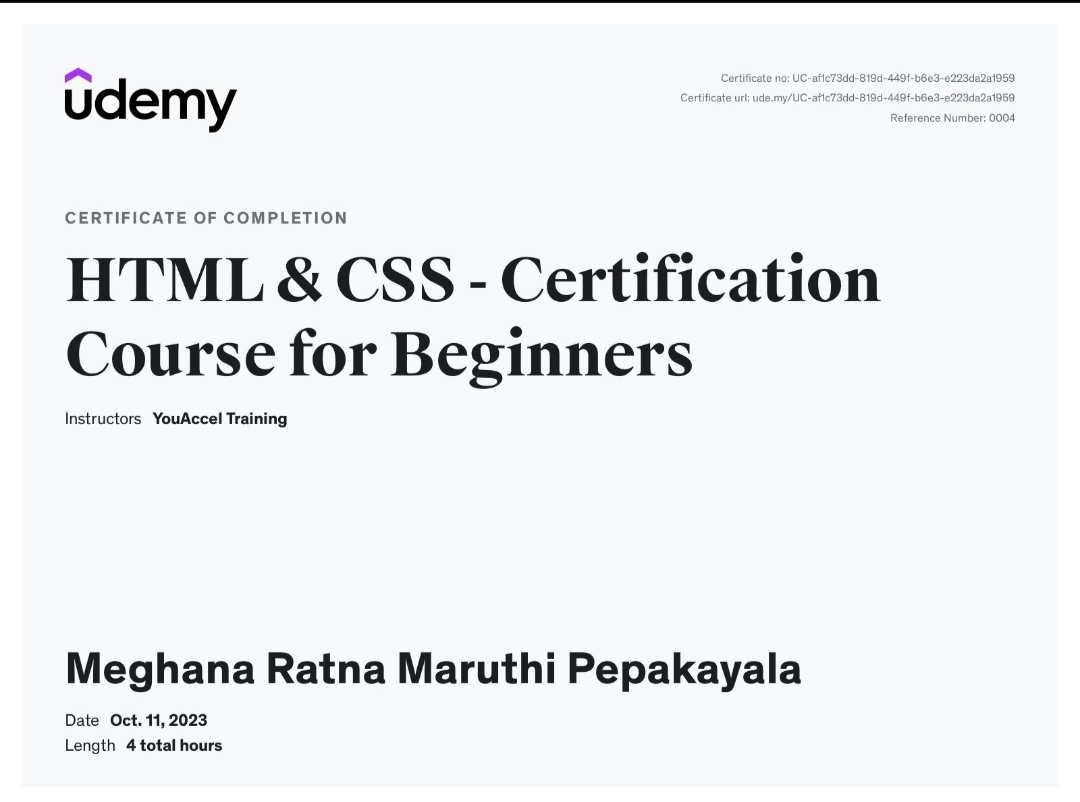 udemy
Certificate no: UC-af1c73dd-819d-449f-b6e3-e223da2a1959
Certificate url: ude.my/UC-af1c73dd-819d-449f-b6e3-e223da2a1959
Reference Number: 0004
CERTIFICATE OF COMPLETION
HTML & CSS - Certification
Course for Beginners
Instructors YouAccel Training
Meghana Ratna Maruthi Pepakayala
Date Oct. 11, 2023
Length 4 total hours